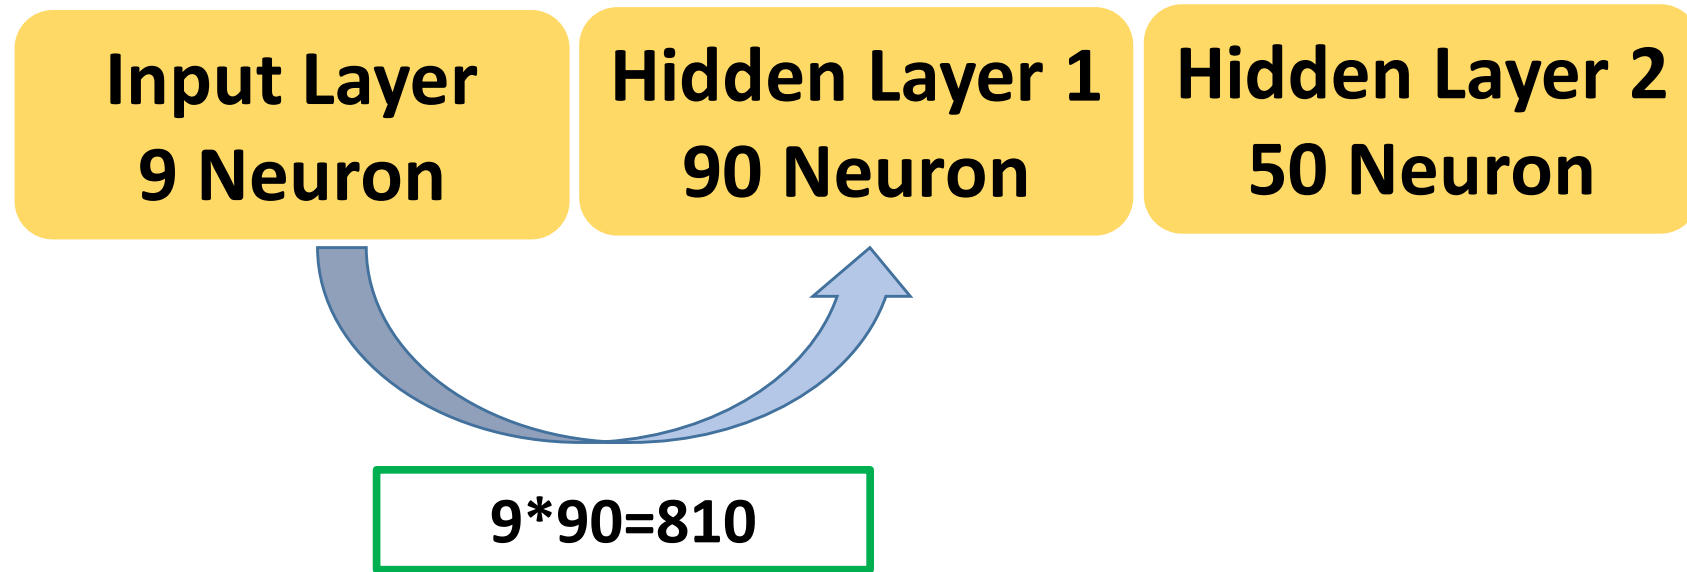 Input Layer
9 Neuron
Hidden Layer 1
90 Neuron
Hidden Layer 2
50 Neuron
9*90=810